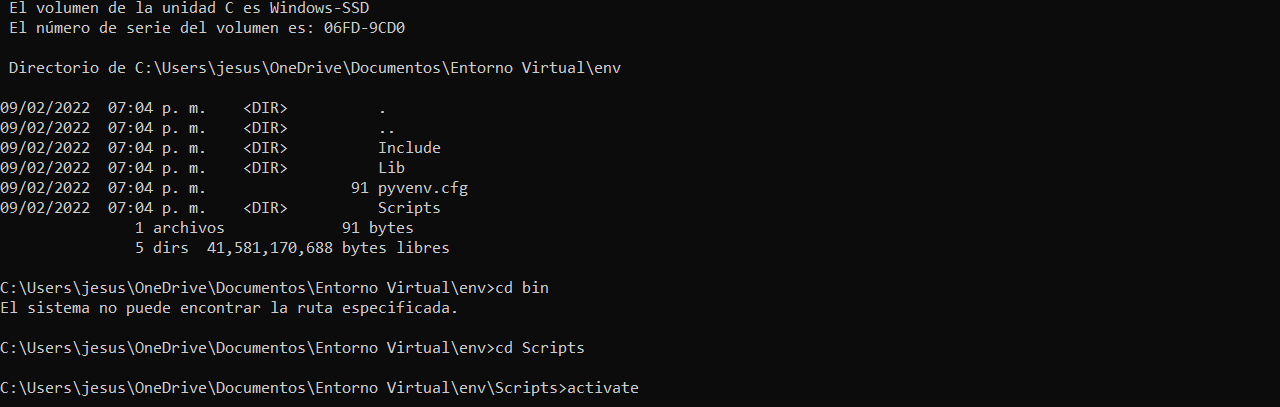 El volumen de la unidad C es Windows-SSD
El número de serie del volumen es: 06FD-9CD0
Directorio de C:\Users\jesus\OneDrive\Documentos\Entorno Virtual\env
09/02/2022  07:04 p. m.    <DIR>          .
09/02/2022  07:04 p. m.    <DIR>          ..
09/02/2022  07:04 p. m.    <DIR>          Include
09/02/2022  07:04 p. m.    <DIR>          Lib
09/02/2022  07:04 p. m.                91 pyvenv.cfg
09/02/2022  07:04 p. m.    <DIR>          Scripts
1 archivos             91 bytes
5 dirs  41,581,170,688 bytes libres
C:\Users\jesus\OneDrive\Documentos\Entorno Virtual\env>cd bin
El sistema no puede encontrar la ruta especificada.
C:\Users\jesus\OneDrive\Documentos\Entorno Virtual\env>cd Scripts
C:\Users\jesus\OneDrive\Documentos\Entorno Virtual\env\Scripts>activate